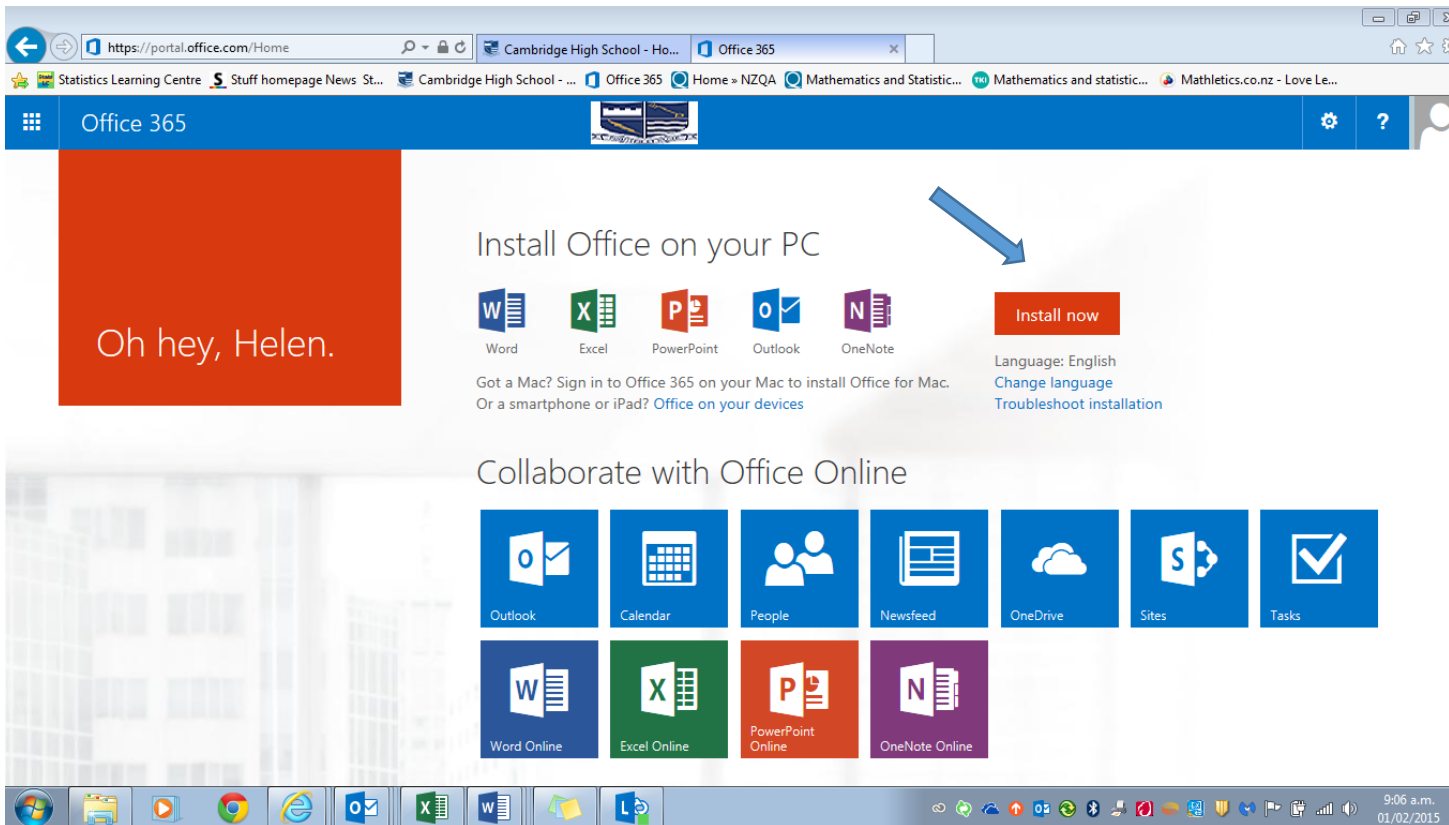 https://portal.office.com/Home
Cambridge High School - Ho...
Office 365
Statistics Learning Centre
Stuff homepage News St...
Cambridge High School - ...
Office 365
Home » NZQA
Mathematics and Statistic...
Mathematics and statistic...
Mathletics.co.nz - Love Le...
Office 365
?
Oh hey, Helen.
Install Office on your PC
Word
Excel
PowerPoint
Outlook
OneNote
Install now
Language: English
Change language
Troubleshoot installation
Got a Mac? Sign in to Office 365 on your Mac to install Office for Mac.
Or a smartphone or iPad? Office on your devices
Collaborate with Office Online
Outlook
Calendar
People
Newsfeed
OneDrive
Sites
Tasks
Word Online
Excel Online
PowerPoint
Online
OneNote Online
9:06 a.m.
01/02/2015